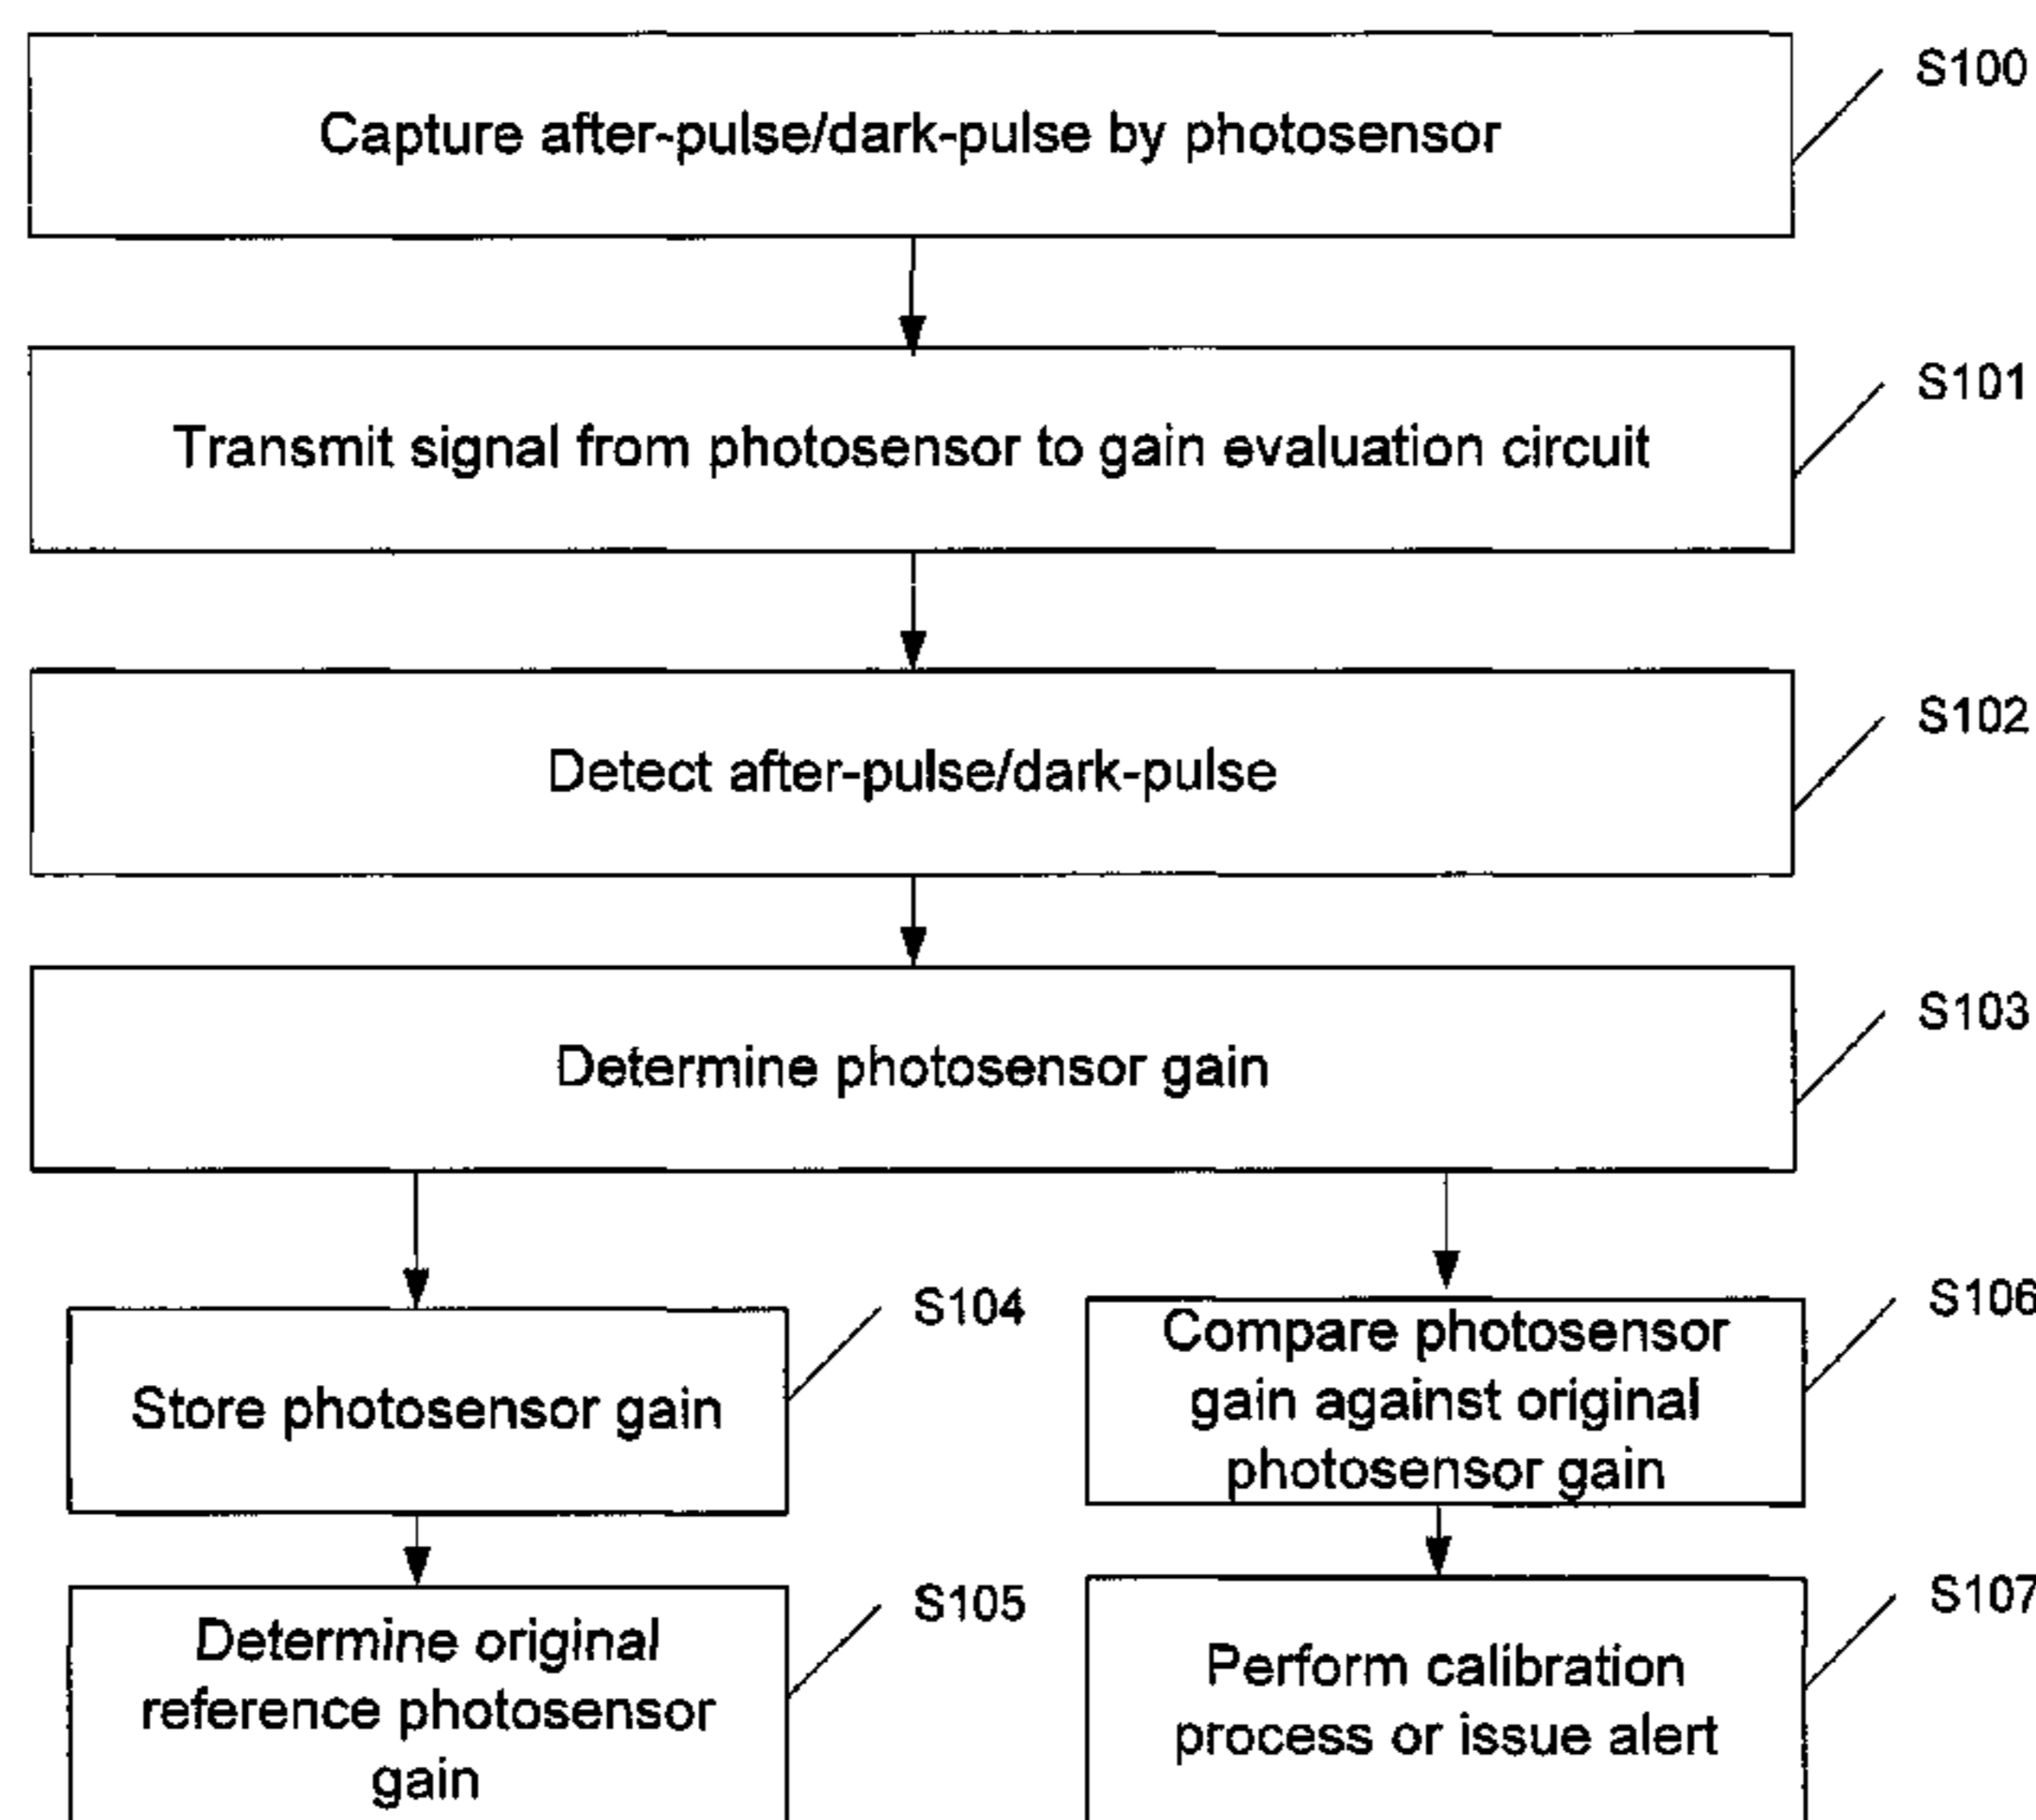 Capture after-pulse/dark-pulse by photosensor
S100
Transmit signal from photosensor to gain evaluation circuit
S101
Detect after-pulse/dark-pulse
S102
Determine photosensor gain
S103
Store photosensor gain
S104
Determine original
reference photosensor
gain
S105
Compare photosensor
gain against original
photosensor gain
S106
Perform calibration
process or issue alert
S107